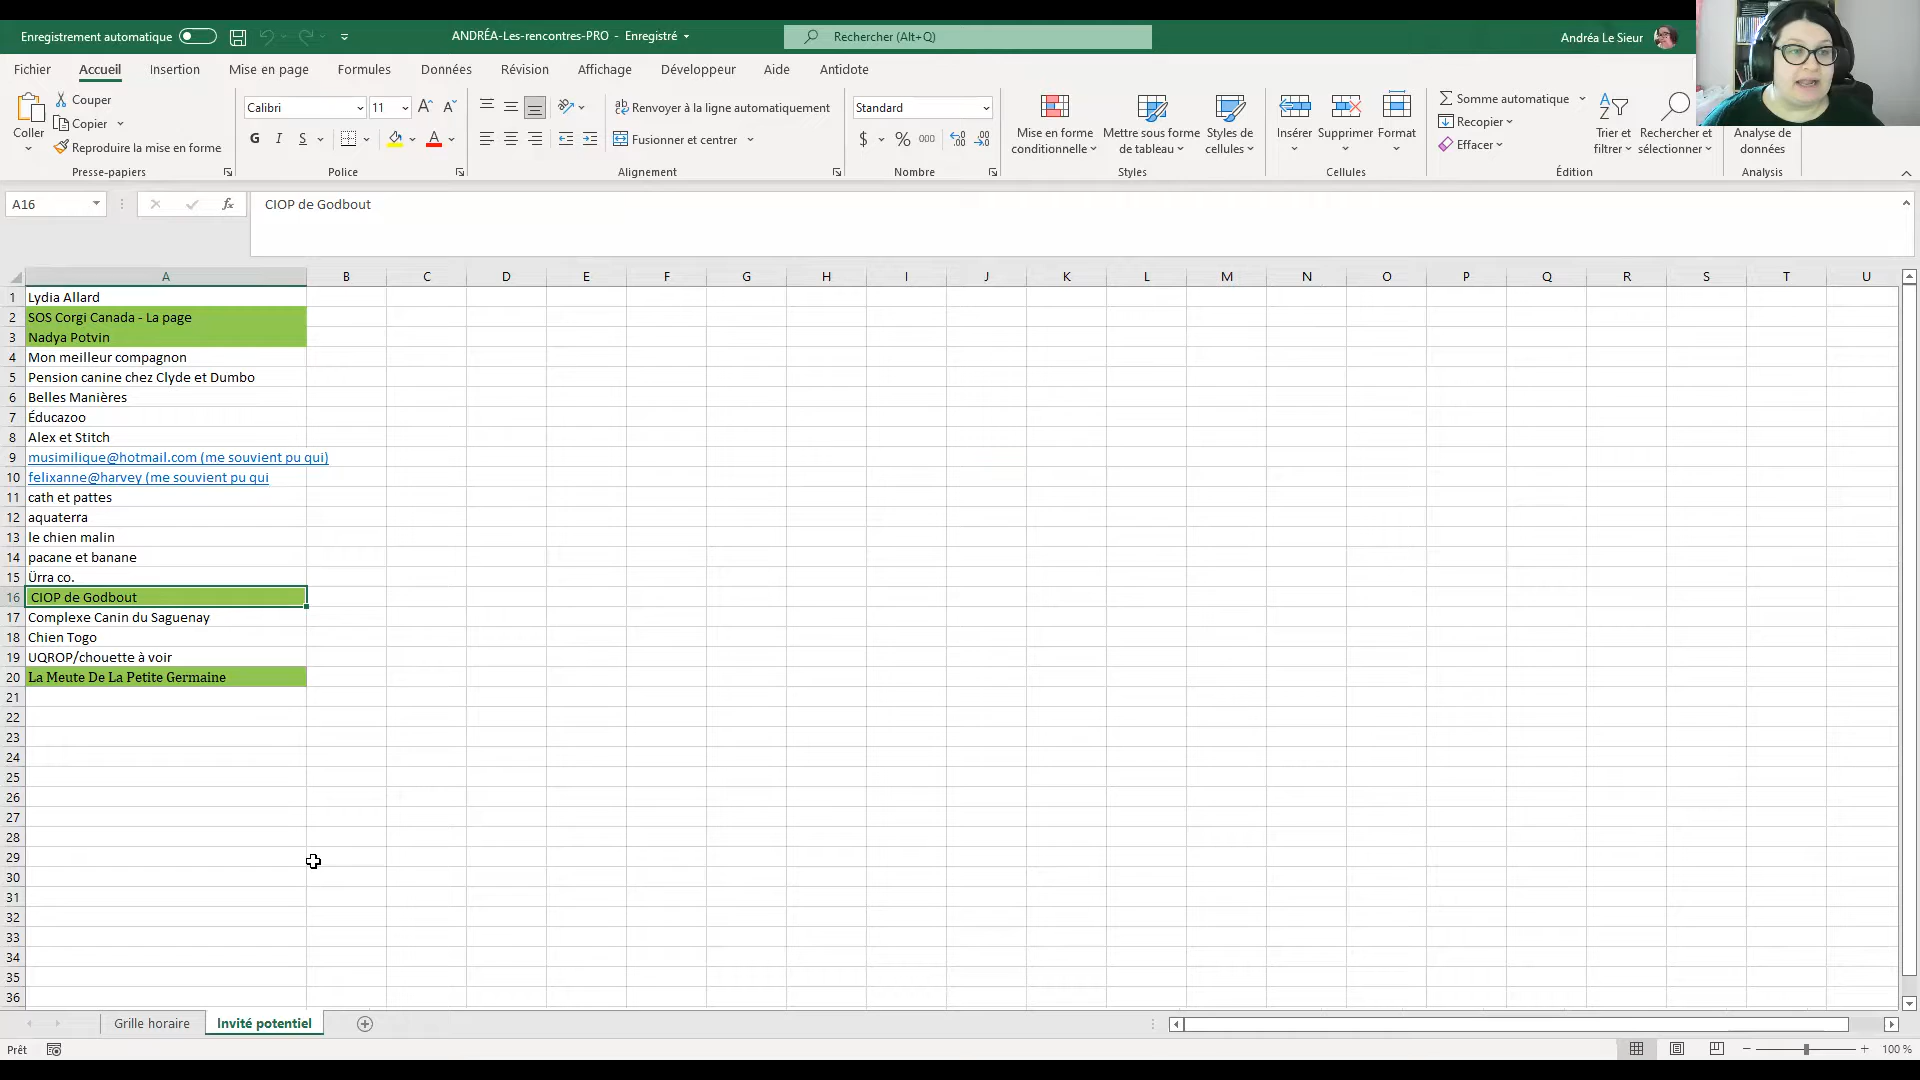 Enregistrement automatique
ANDRÉA-Les-rencontres-PRO - Enregistré
Rechercher (Alt+Q)
Andréa Le Sieur
Fichier Accueil Insertion Mise en page Formules Données Révision Affichage Développeur Aide Antidote
Coller
Couper
Copier
Reproduire la mise en forme
Presse-papiers
Calibri 11
G I S
Police
Renvoyer à la ligne automatiquement
Fusionner et centrer
Alignement
Standard
$ % 000
Nombre
Mise en forme conditionnelle
Mettre sous forme de tableau
Styles de cellules
Styles
Insérer Supprimer Format
Cellules
Somme automatique
Recopier
Effacer
Trier et filtrer
Rechercher et sélectionner
Édition
Analyse de données
Analysis
A16 fx CIOP de Godbout
A B C D E F G H I J K L M N O P Q R S T U
1 Lydia Allard
2 SOS Corgi Canada - La page
3 Nadya Potvin
4 Mon meilleur compagnon
5 Pension canine chez Clyde et Dumbo
6 Belles Manières
7 Éducazoo
8 Alex et Stitch
9 musimilique@hotmail.com (me souvient pu qui)
10 felixanne@harvey (me souvient pu qui
11 cath et pattes
12 aquaterra
13 le chien malin
14 pacane et banane
15 Ürra co.
16 CIOP de Godbout
17 Complexe Canin du Saguenay
18 Chien Togo
19 UQROP/chouette à voir
20 La Meute De La Petite Germaine
21
22
23
24
25
26
27
28
29
30
31
32
33
34
35
36
Grille horaire Invité potentiel
Prêt
100 %